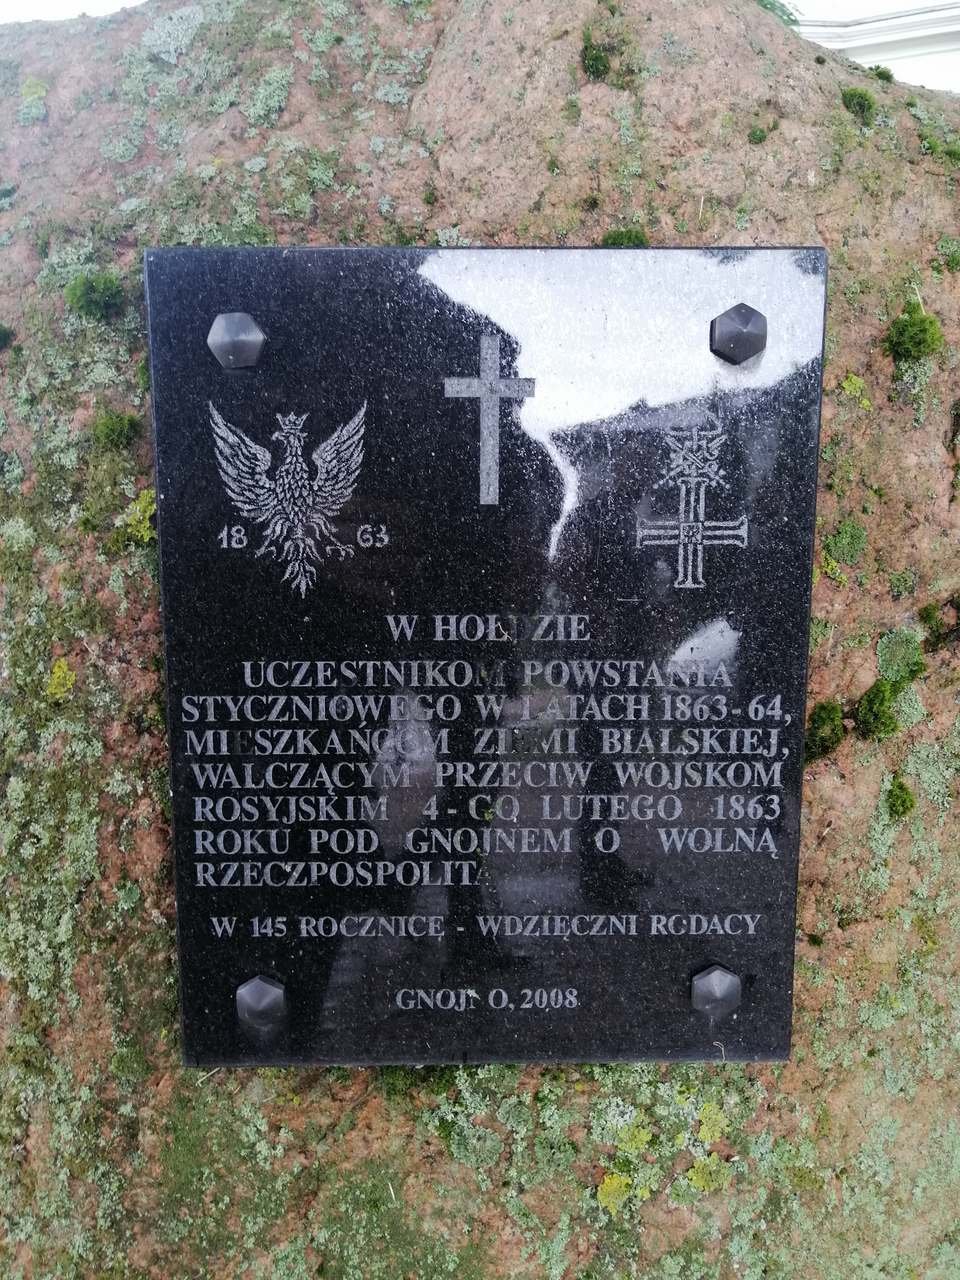 18 63
W HOŁDZIE
UCZESTNIKOM POWSTANIA
STYCZNIOWEGO W LATACH 1863-64,
MIESZKAŃCOM ZIEMI BIALSKIEJ,
WALCZĄCYM PRZECIW WOJSKOM
ROSYJSKIM 4-GO LUTEGO 1863
ROKU POD GNOJNEM O WOLNĄ
RZECZPOSPOLITĄ
W 145 ROCZNICĘ - WDZIĘCZNI RODACY
GNOJNO, 2008